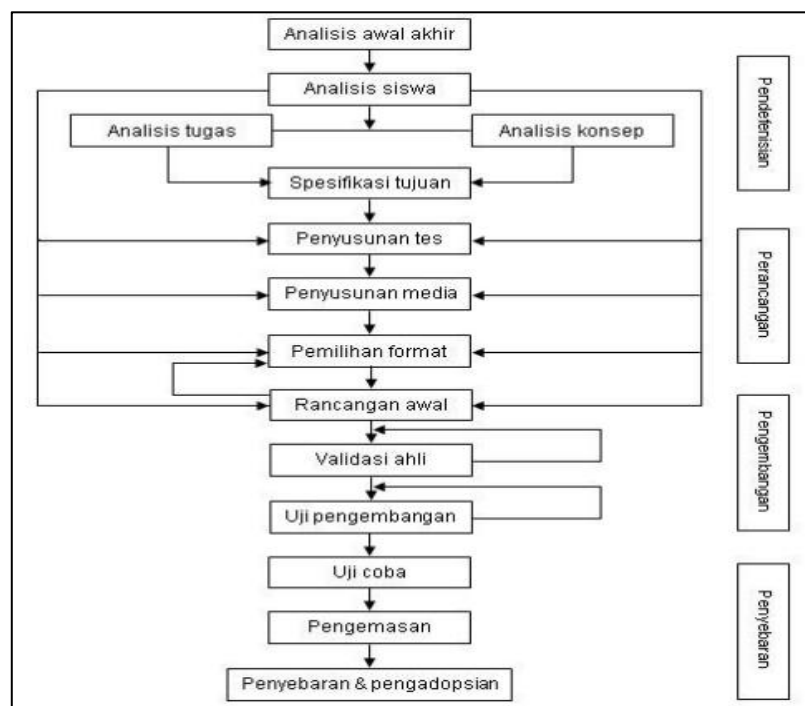 Analisis awal akhir
Analisis siswa
Analisis tugas
Analisis konsep
Spesifikasi tujuan
Penyusunan tes
Penyusunan media
Pemilihan format
Rancangan awal
Validasi ahli
Uji pengembangan
Uji coba
Pengemasan
Penyebaran & pengadopsian
Pendefenisian
Perancangan
Pengembangan
Penyebaran